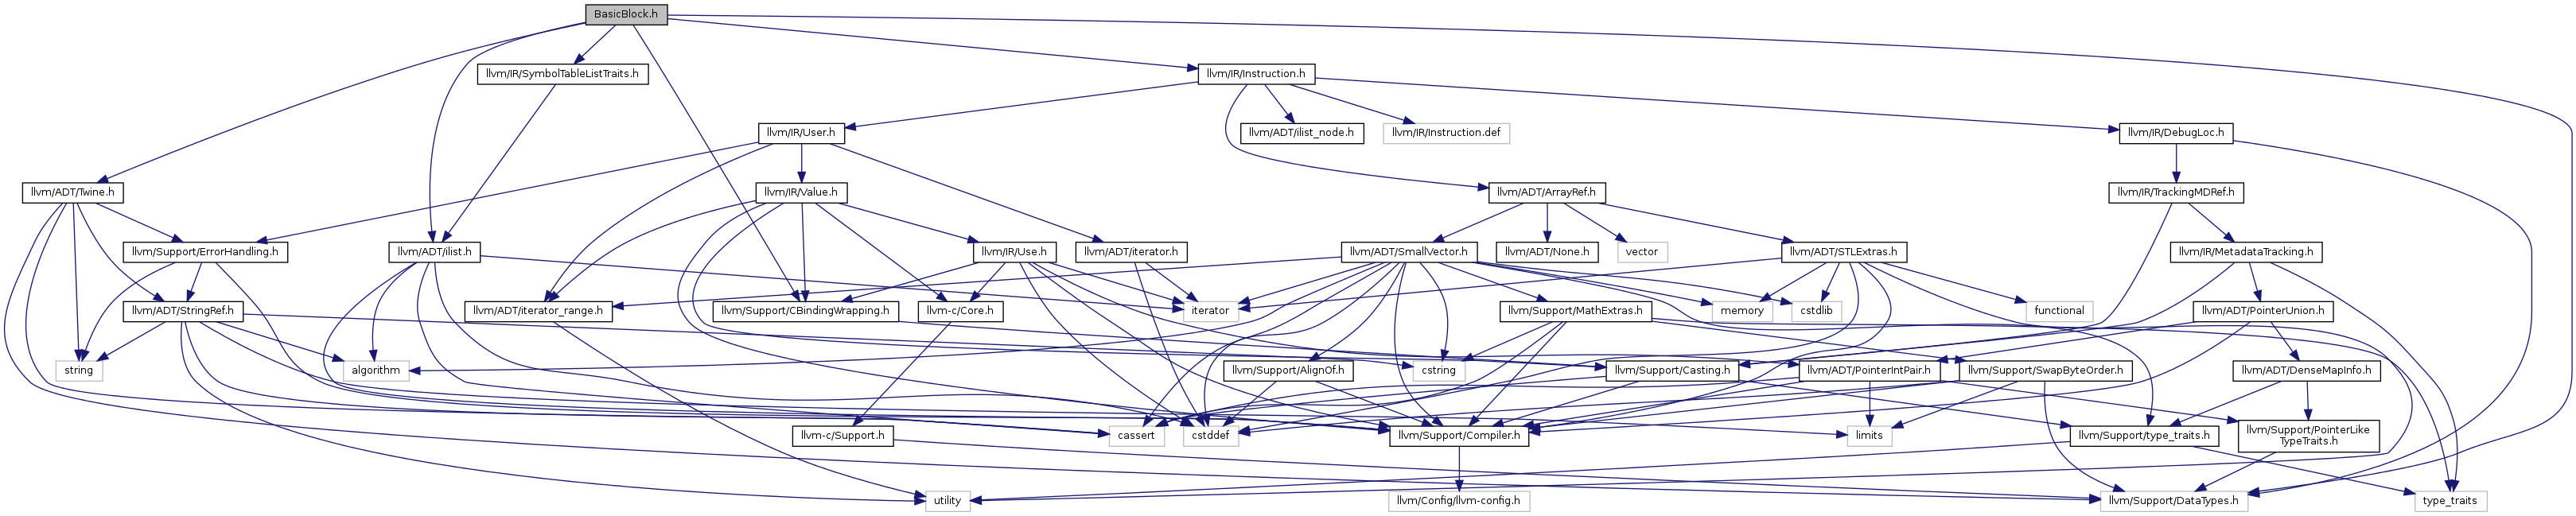 BasicBlock.h
llvm/IR/SymbolTableListTraits.h
llvm/IR/Instruction.h
llvm/IR/User.h
llvm/ADT/ilist_node.h
llvm/IR/Instruction.def
llvm/IR/DebugLoc.h
llvm/ADT/Twine.h
llvm/IR/Value.h
llvm/ADT/ArrayRef.h
llvm/IR/TrackingMDRef.h
llvm/Support/ErrorHandling.h
llvm/ADT/ilist.h
llvm/IR/Use.h
llvm/ADT/iterator.h
llvm/ADT/SmallVector.h
llvm/ADT/None.h
vector
llvm/ADT/STLExtras.h
llvm/IR/MetadataTracking.h
llvm/ADT/StringRef.h
llvm/ADT/iterator_range.h
llvm/Support/CBindingWrapping.h
llvm-c/Core.h
iterator
llvm/Support/MathExtras.h
memory
cstdlib
functional
llvm/ADT/PointerUnion.h
string
algorithm
cstring
llvm/Support/AlignOf.h
llvm/Support/Casting.h
llvm/ADT/PointerIntPair.h
llvm/Support/SwapByteOrder.h
llvm/ADT/DenseMapInfo.h
llvm-c/Support.h
cassert
cstddef
llvm/Support/Compiler.h
limits
llvm/Support/type_traits.h
llvm/Support/PointerLike
TypeTraits.h
utility
llvm/Config/llvm-config.h
llvm/Support/DataTypes.h
type_traits